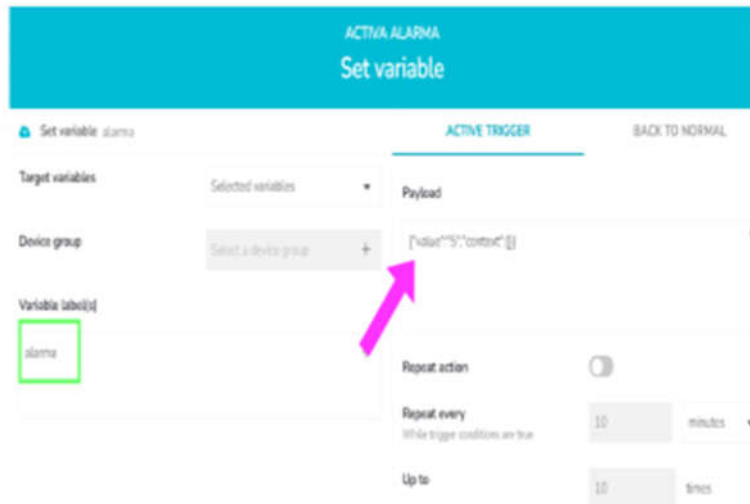 ACTIVA ALARMA
Set variable
Set variable alarma
ACTIVE TRIGGER
BACK TO NORMAL
Target variables
Selected variables
Payload
Device group
Select a device group +
{"value":"5","context":{}}
Variable label(s)
alarma
Repeat action
Repeat every
10
minutes
While trigger conditions are true
Up to
10
times